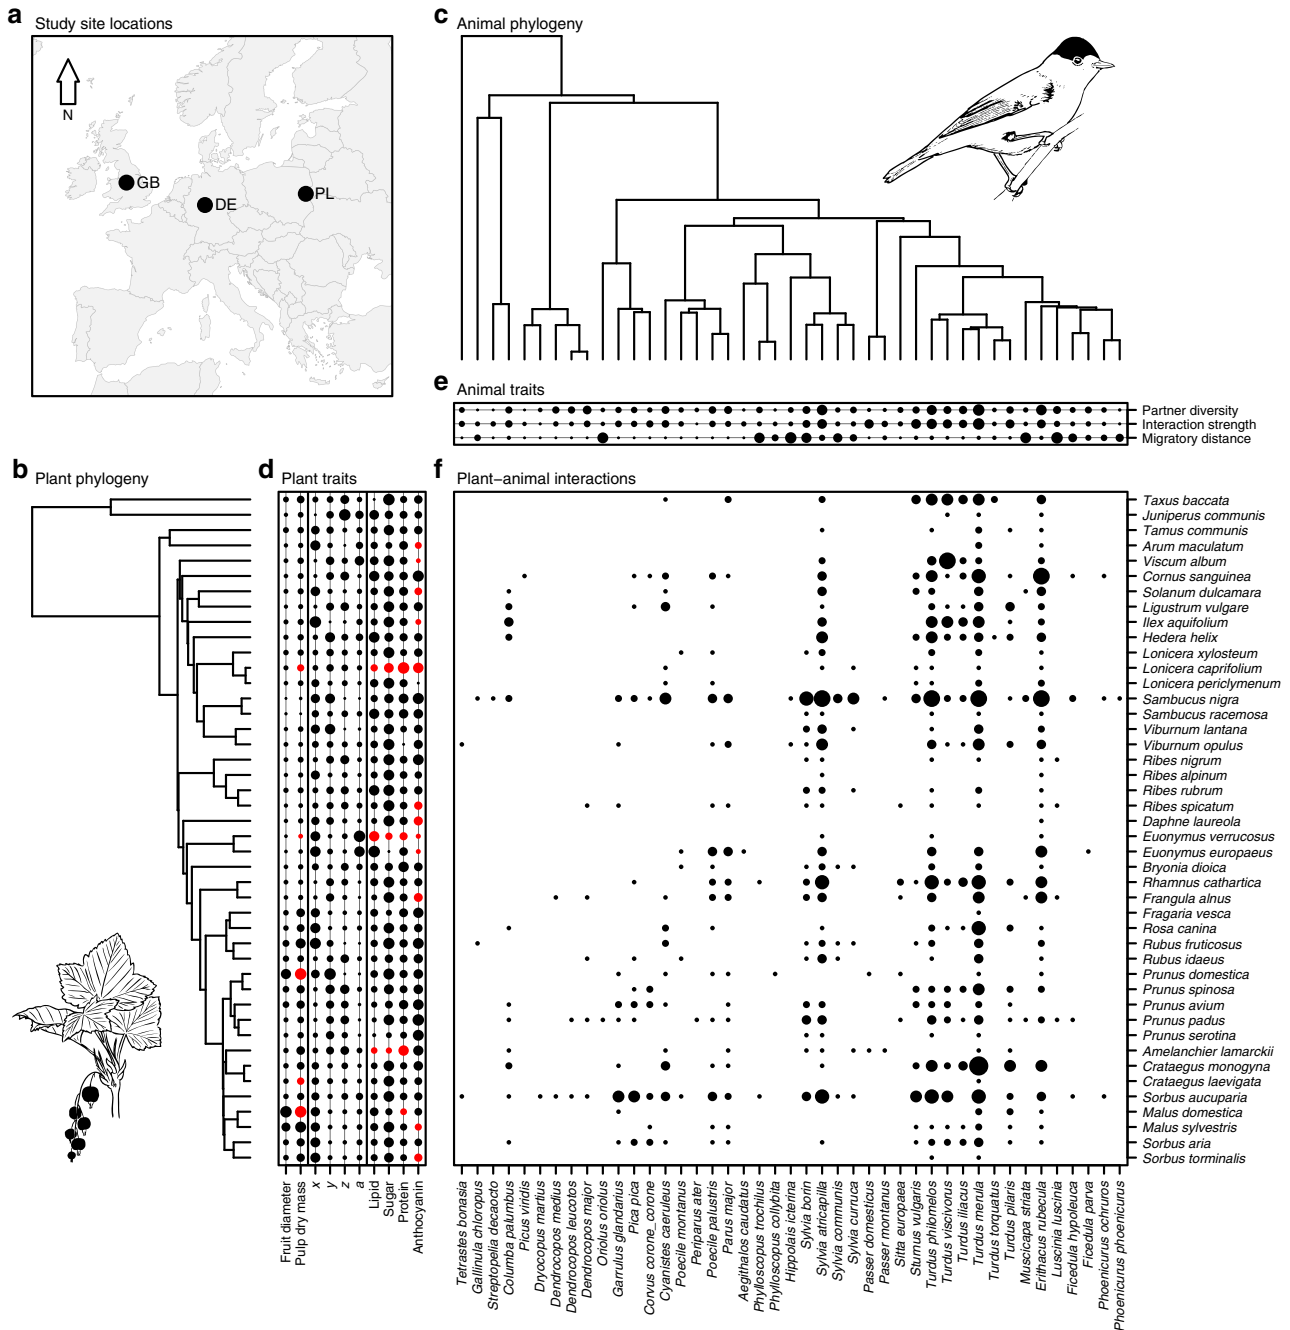 a Study site locations
N
GB
DE
PL
c Animal phylogeny
e Animal traits
Partner diversity
Interaction strength
Migratory distance
b Plant phylogeny
d Plant traits
f Plant–animal interactions
Taxus baccata
Juniperus communis
Tamus communis
Arum maculatum
Viscum album
Cornus sanguinea
Solanum dulcamara
Ligustrum vulgare
Ilex aquifolium
Hedera helix
Lonicera xylosteum
Lonicera caprifolium
Lonicera periclymenum
Sambucus nigra
Sambucus racemosa
Viburnum lantana
Viburnum opulus
Ribes nigrum
Ribes alpinum
Ribes rubrum
Ribes spicatum
Daphne laureola
Euonymus verrucosus
Euonymus europaeus
Bryonia dioica
Rhamnus cathartica
Frangula alnus
Fragaria vesca
Rosa canina
Rubus fruticosus
Rubus idaeus
Prunus domestica
Prunus spinosa
Prunus avium
Prunus padus
Prunus serotina
Amelanchier lamarckii
Crataegus monogyna
Crataegus laevigata
Sorbus aucuparia
Malus domestica
Malus sylvestris
Sorbus aria
Sorbus torminalis
Fruit diameter
Pulp dry mass
x
y
z
a
Lipid
Sugar
Protein
Anthocyanin
Tetrastes bonasia
Gallinula chloropus
Streptopelia decaocto
Columba palumbus
Picus viridis
Dryocopus martius
Dendrocopos medius
Dendrocopos leucotos
Dendrocopos major
Oriolus oriolus
Garrulus glandarius
Pica pica
Corvus corone_corone
Cyanistes caeruleus
Poecile montanus
Periparus ater
Poecile palustris
Parus major
Aegithalos caudatus
Phylloscopus trochilus
Phylloscopus collybita
Hippolais icterina
Sylvia borin
Sylvia atricapilla
Sylvia communis
Sylvia curruca
Passer domesticus
Passer montanus
Sitta europaea
Sturnus vulgaris
Turdus philomelos
Turdus viscivorus
Turdus iliacus
Turdus merula
Turdus torquatus
Turdus pilaris
Muscicapa striata
Erithacus rubecula
Luscinia luscinia
Ficedula hypoleuca
Ficedula parva
Phoenicurus ochruros
Phoenicurus phoenicurus